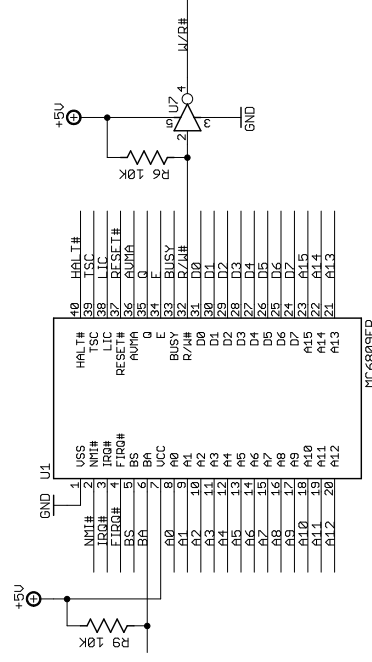 W/R#
+5V
U7
4
5
3
2
GND
R6 10K
HALT#
TSC
LIC
RESET#
AVMA
Q
E
BUSY
R/W#
D0
D1
D2
D3
D4
D5
D6
D7
A15
A14
A13
40
39
38
37
36
35
34
33
32
31
30
29
28
27
26
25
24
23
22
21
HALT#
TSC
LIC
RESET#
AVMA
Q
E
BUSY
R/W#
D0
D1
D2
D3
D4
D5
D6
D7
A15
A14
A13
MC6809EP
U1
VSS
NMI#
IRQ#
FIRQ#
BS
BA
VCC
A0
A1
A2
A3
A4
A5
A6
A7
A8
A9
A10
A11
A12
1
2
3
4
5
6
7
8
9
10
11
12
13
14
15
16
17
18
19
20
GND
NMI#
IRQ#
FIRQ#
BS
BA
A0
A1
A2
A3
A4
A5
A6
A7
A8
A9
A10
A11
A12
+5V
R9 10K